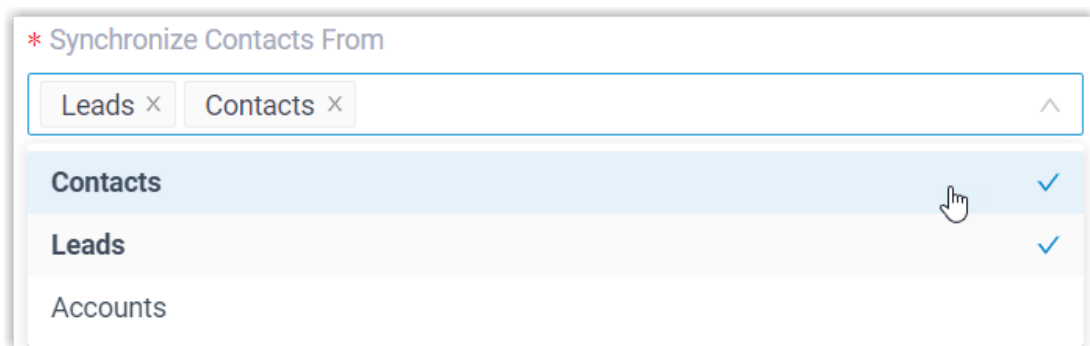 * Synchronize Contacts From
Leads × Contacts ×
Contacts
Leads
Accounts